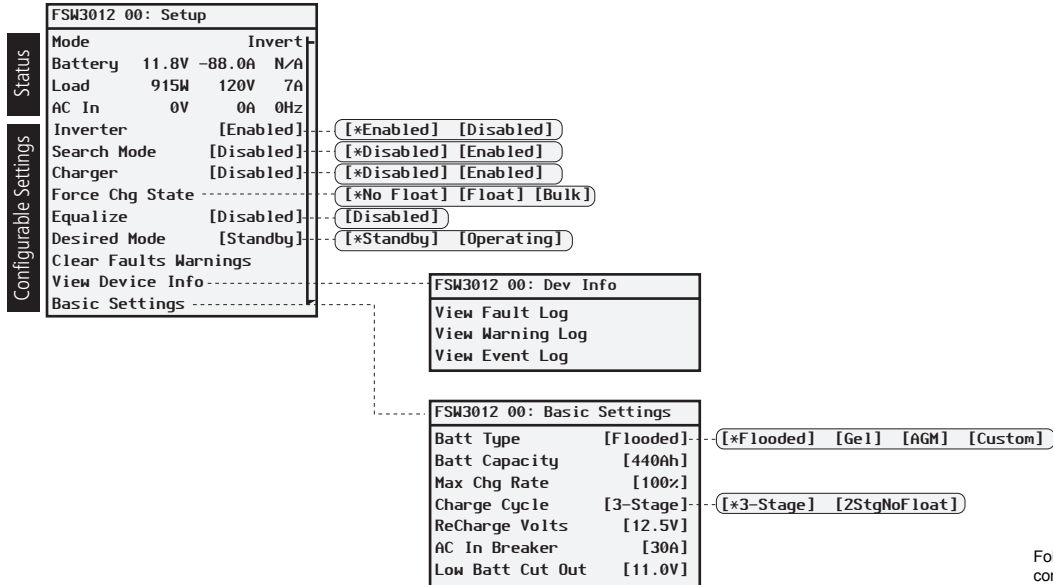 FSW3012 00: Setup
Status
Mode Invert
Battery 11.8V -88.0A N/A
Load 915W 120V 7A
AC In 0V 0A 0Hz
Configurable Settings
Inverter [Enabled] [*Enabled] [Disabled]
Search Mode [Disabled] [*Disabled] [Enabled]
Charger [Disabled] [*Disabled] [Enabled]
Force Chg State [*No Float] [Float] [Bulk]
Equalize [Disabled] [Disabled]
Desired Mode [Standby] [*Standby] [Operating]
Clear Faults Warnings
View Device Info
Basic Settings
FSW3012 00: Dev Info
View Fault Log
View Warning Log
View Event Log
FSW3012 00: Basic Settings
Batt Type [Flooded] [*Flooded] [Gel] [AGM] [Custom]
Batt Capacity [440Ah]
Max Chg Rate [100%]
Charge Cycle [3-Stage] [*3-Stage] [2StgNoFloat]
ReCharge Volts [12.5V]
AC In Breaker [30A]
Low Batt Cut Out [11.0V]